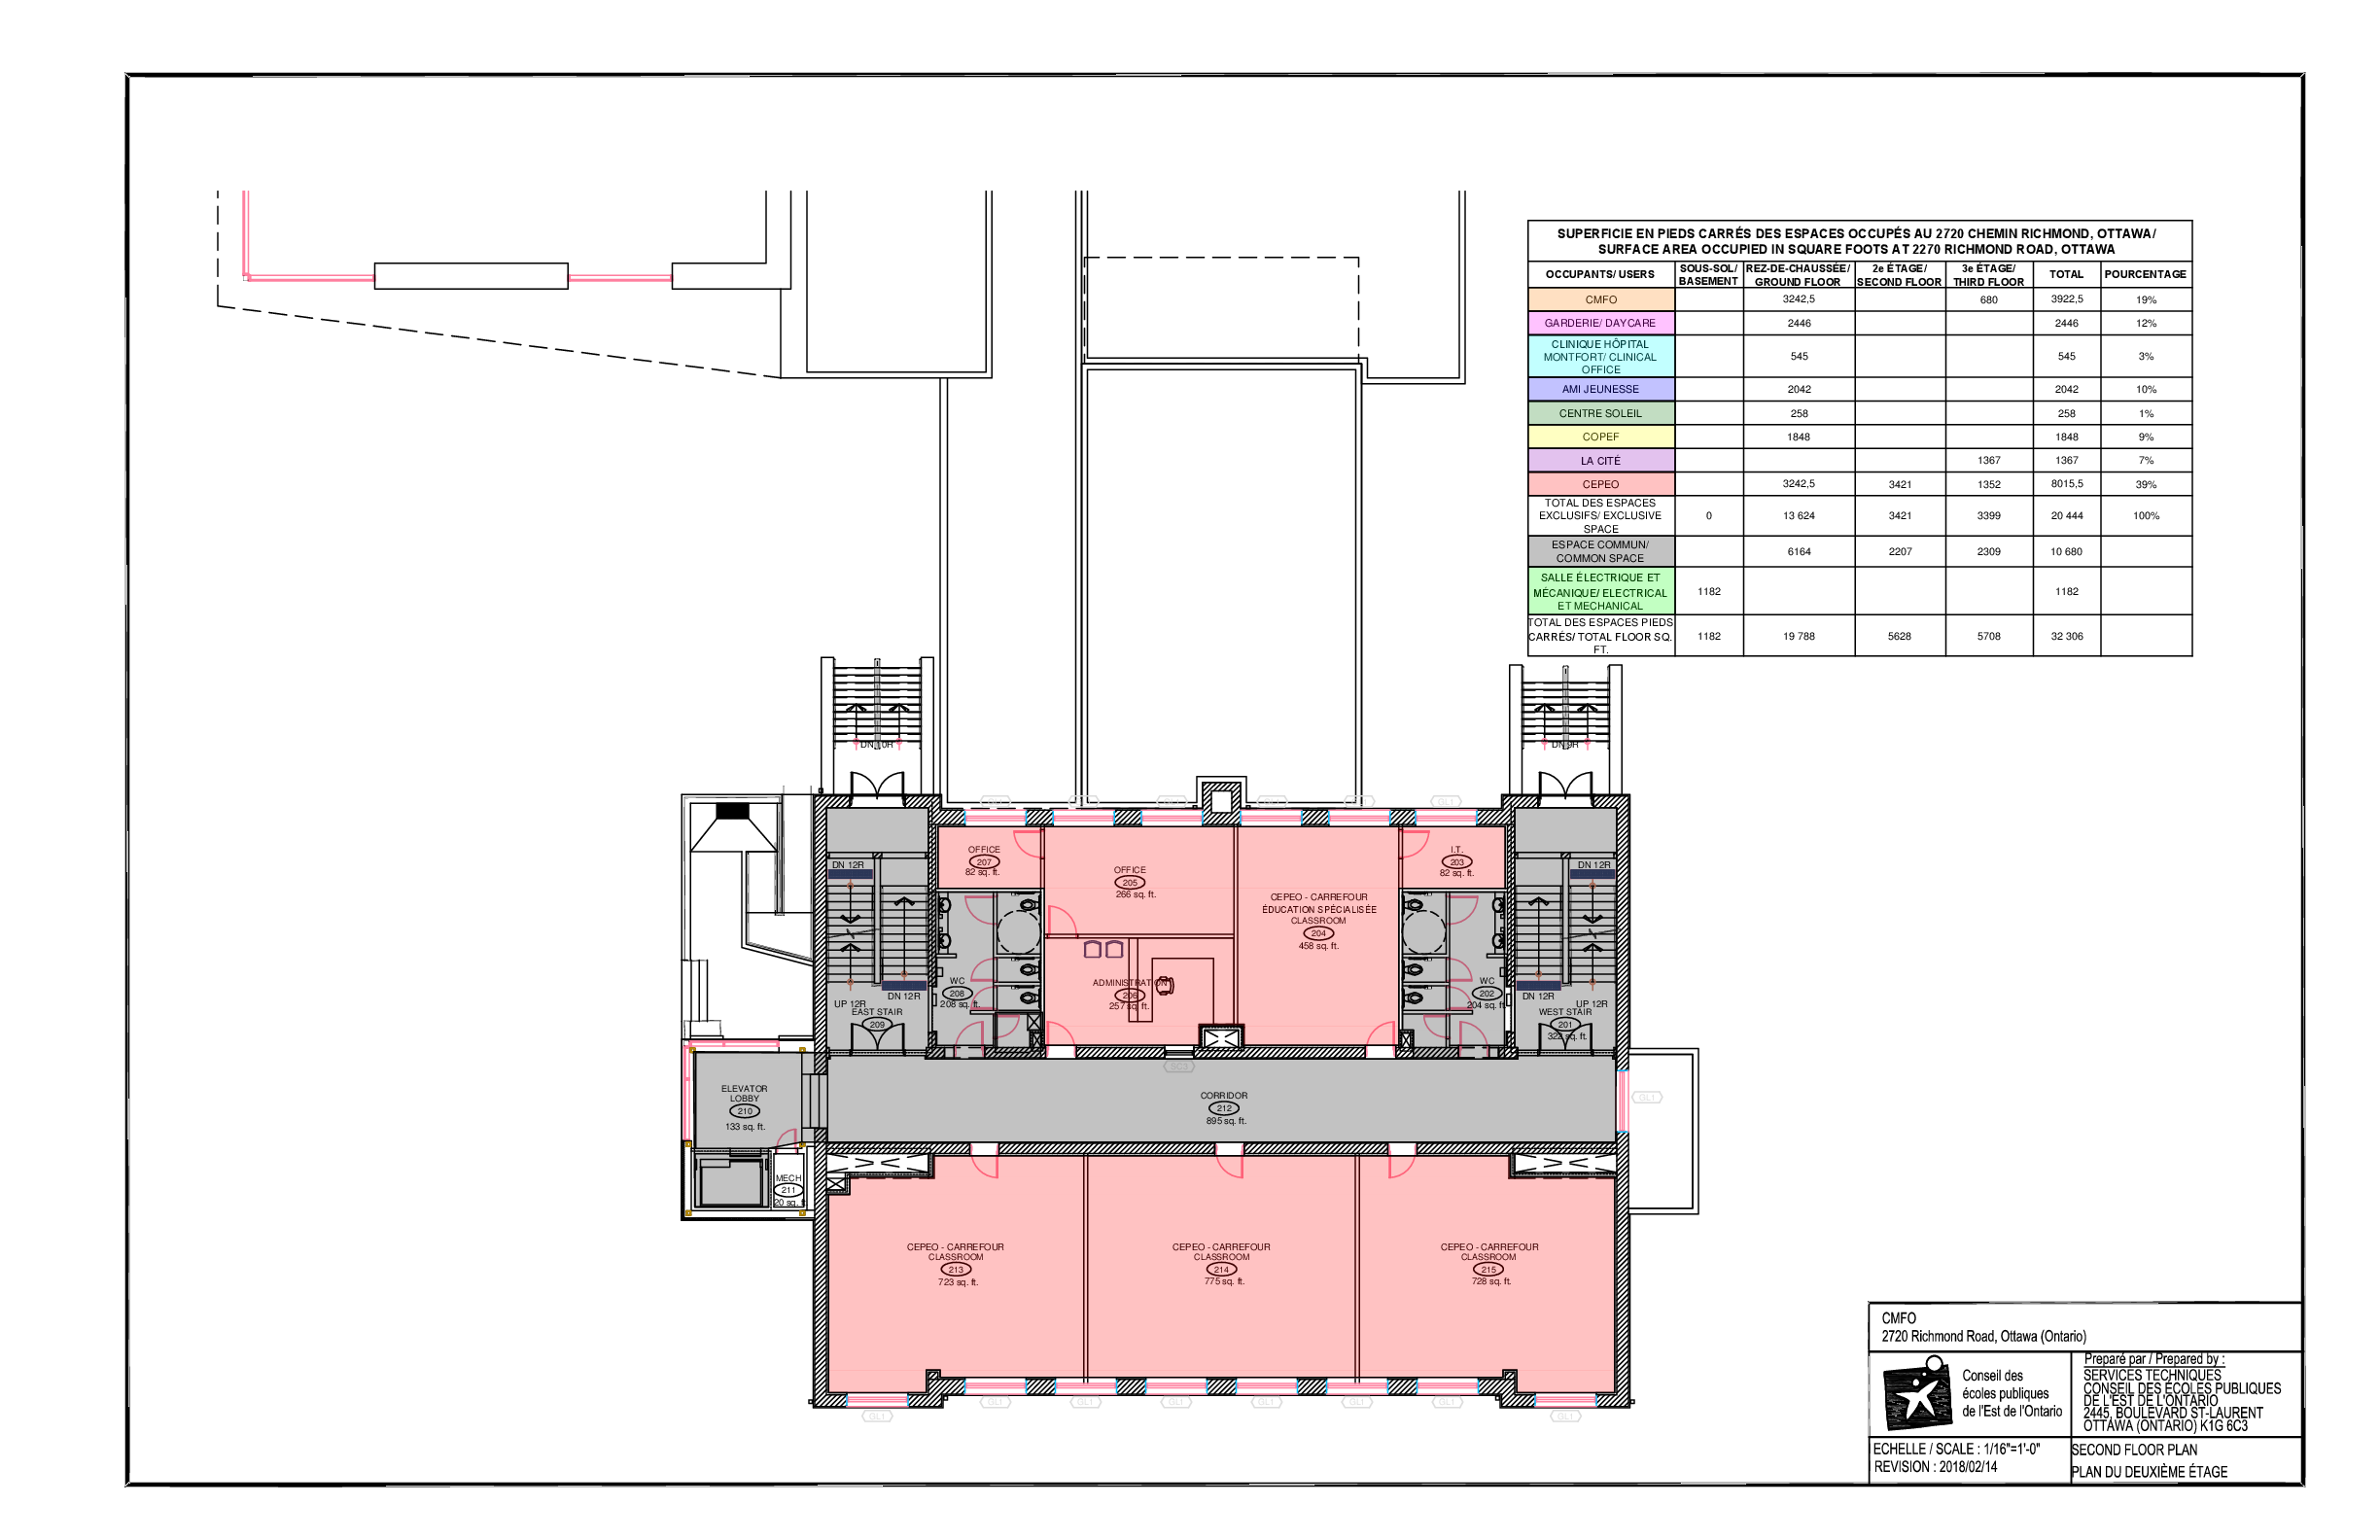 SUPERFICIE EN PIEDS CARRÉS DES ESPACES OCCUPÉS AU 2720 CHEMIN RICHMOND, OTTAWA/
SURFACE AREA OCCUPIED IN SQUARE FOOTS AT 2270 RICHMOND ROAD, OTTAWA
OCCUPANTS/ USERS SOUS-SOL/ BASEMENT REZ-DE-CHAUSSÉE/ GROUND FLOOR 2e ÉTAGE/ SECOND FLOOR 3e ÉTAGE/ THIRD FLOOR TOTAL POURCENTAGE
CMFO 3242,5 680 3922,5 19%
GARDERIE/ DAYCARE 2446 2446 12%
CLINIQUE HÔPITAL
MONTFORT/ CLINICAL 545 545 3%
OFFICE
AMI JEUNESSE 2042 2042 10%
CENTRE SOLEIL 258 258 1%
COPEF 1848 1848 9%
LA CITÉ 1367 1367 7%
CEPEO 3242,5 3421 1352 8015,5 39%
TOTAL DES ESPACES
EXCLUSIFS/ EXCLUSIVE 0 13 624 3421 3399 20 444 100%
SPACE
ESPACE COMMUN/
COMMON SPACE 6164 2207 2309 10 680
SALLE ÉLECTRIQUE ET
MÉCANIQUE/ ELECTRICAL 1182 1182
ET MECHANICAL
TOTAL DES ESPACES PIEDS
CARRÉS/ TOTAL FLOOR SQ. 1182 19 788 5628 5708 32 306
FT.
DN 10R
DN 9R
GL1
DN 12R
OFFICE
207
82 sq. ft.
OFFICE
205
266 sq. ft.
CEPEO - CARREFOUR
ÉDUCATION SPÉCIALISÉE
CLASSROOM
204
458 sq. ft.
I.T.
203
82 sq. ft.
DN 12R
ADMINISTRATION
206
257 sq. ft.
WC
208
208 sq. ft.
WC
202
204 sq. ft.
DN 12R
UP 12R
EAST STAIR
209
DN 12R
UP 12R
WEST STAIR
201
322 sq. ft.
SC3
ELEVATOR
LOBBY
210
133 sq. ft.
CORRIDOR
212
895 sq. ft.
GL1
MECH
211
20 sq. ft.
CEPEO - CARREFOUR
CLASSROOM
213
723 sq. ft.
CEPEO - CARREFOUR
CLASSROOM
214
775 sq. ft.
CEPEO - CARREFOUR
CLASSROOM
215
728 sq. ft.
GL1 GL1 GL1 GL1 GL1 GL1 GL1 GL1
CMFO
2720 Richmond Road, Ottawa (Ontario)
Conseil des
écoles publiques
de l'Est de l'Ontario
Preparé par / Prepared by :
SERVICES TECHNIQUES
CONSEIL DES ÉCOLES PUBLIQUES
DE L'EST DE L'ONTARIO
2445, BOULEVARD ST-LAURENT
OTTAWA (ONTARIO) K1G 6C3
ECHELLE / SCALE : 1/16"=1'-0"
REVISION : 2018/02/14
SECOND FLOOR PLAN
PLAN DU DEUXIÈME ÉTAGE